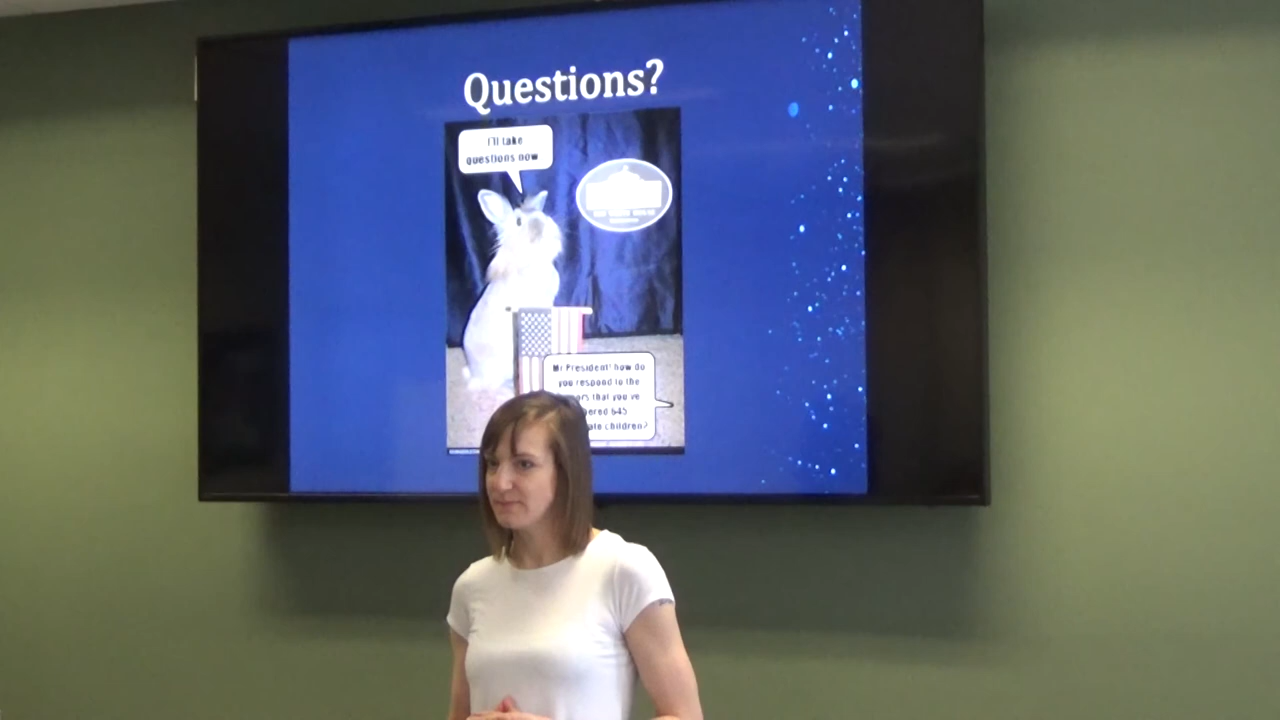 Questions?
I'll take
questions now
Mr President! how do
you respond to the
that you've
645
children?